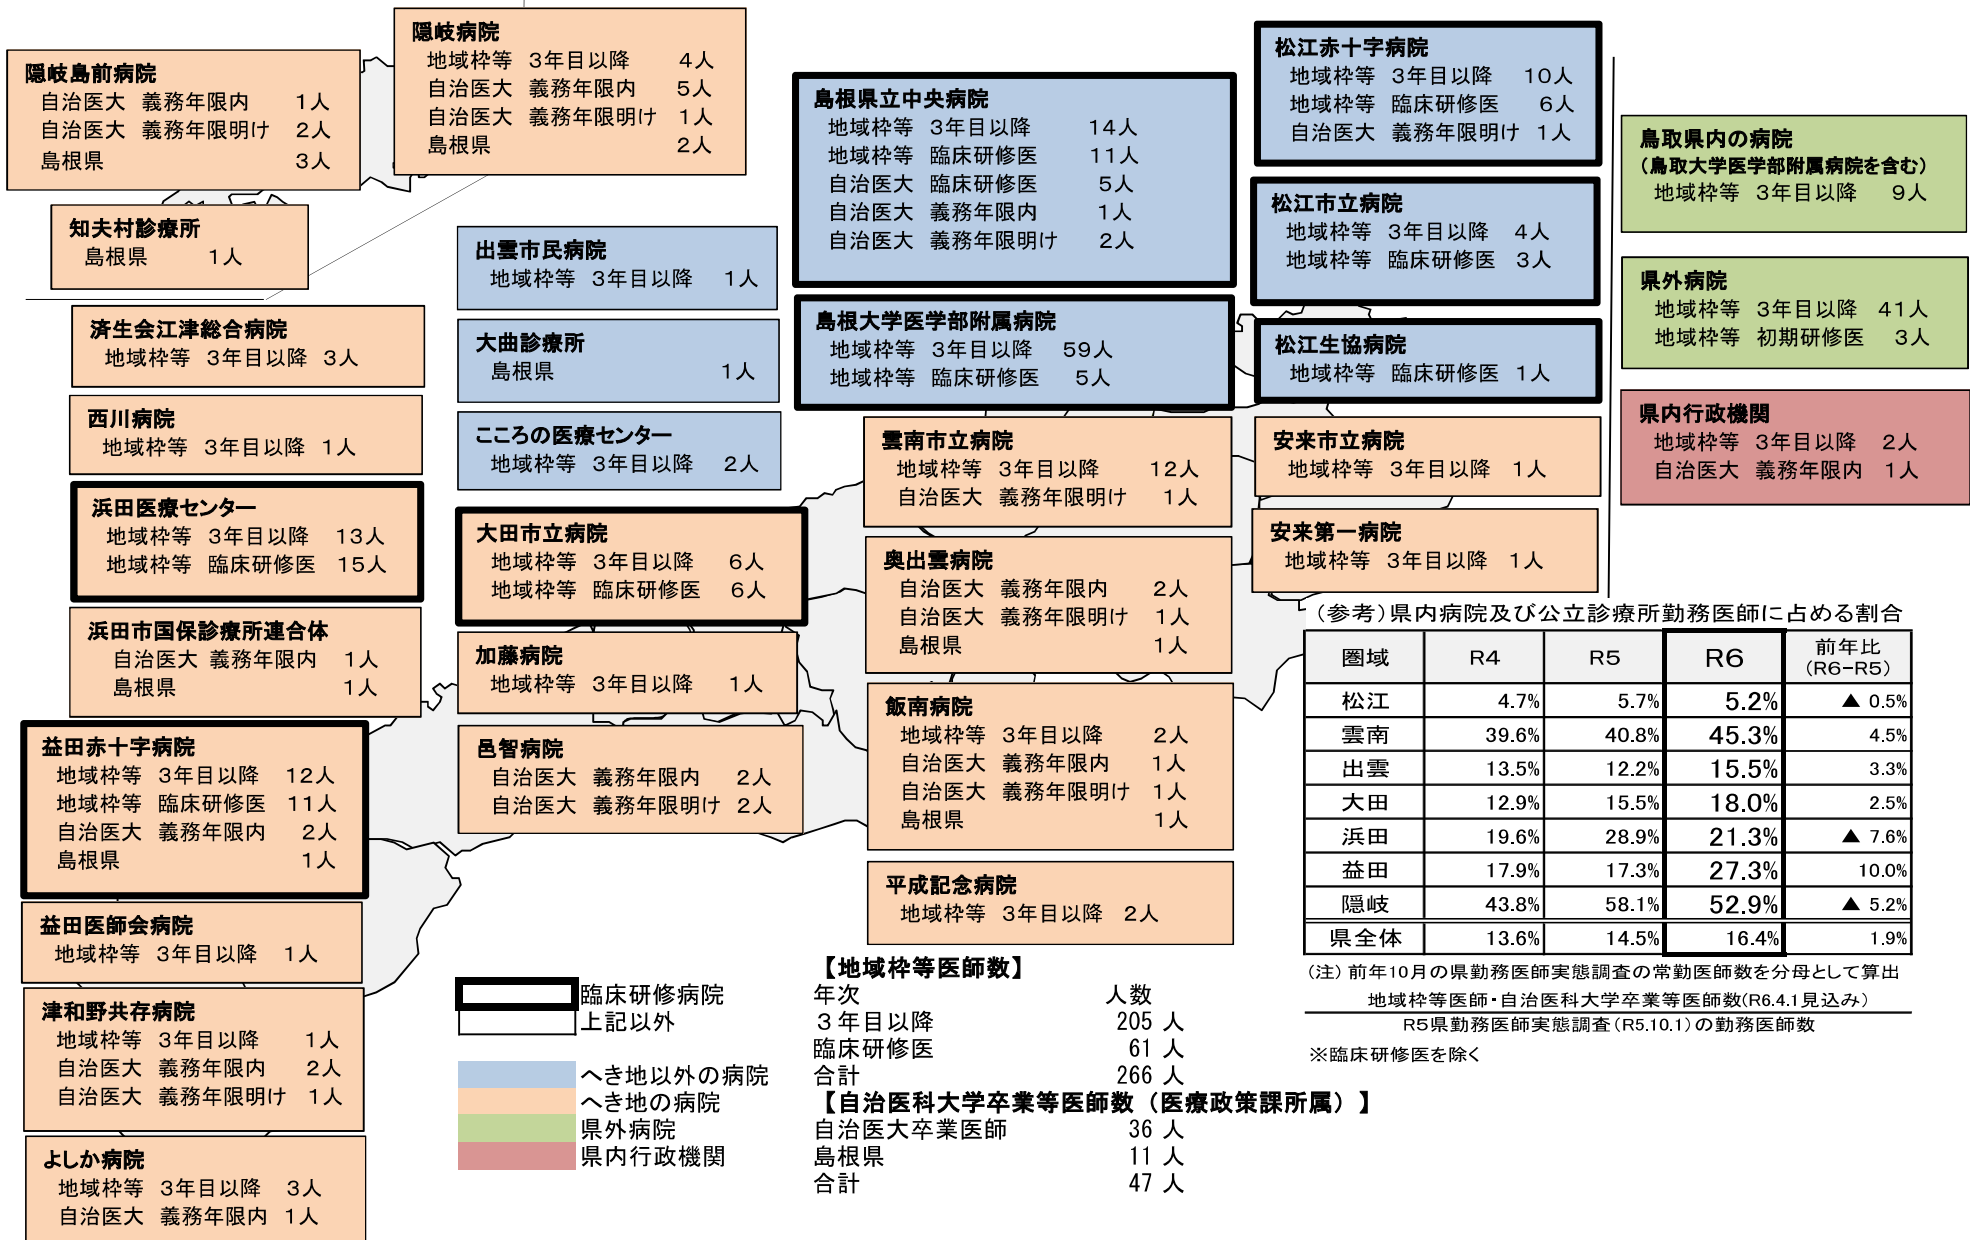 隠岐病院
地域枠等 3年目以降 4人
自治医大 義務年限内 5人
自治医大 義務年限明け 1人
島根県 2人
隠岐島前病院
自治医大 義務年限内 1人
自治医大 義務年限明け 2人
島根県 3人
知夫村診療所
島根県 1人
済生会江津総合病院
地域枠等 3年目以降 3人
西川病院
地域枠等 3年目以降 1人
浜田医療センター
地域枠等 3年目以降 13人
地域枠等 臨床研修医 15人
浜田市国保診療所連合体
自治医大 義務年限内 1人
島根県 1人
益田赤十字病院
地域枠等 3年目以降 12人
地域枠等 臨床研修医 11人
自治医大 義務年限内 2人
島根県 1人
益田医師会病院
地域枠等 3年目以降 1人
津和野共存病院
地域枠等 3年目以降 1人
自治医大 義務年限内 2人
自治医大 義務年限明け 1人
よしか病院
地域枠等 3年目以降 3人
自治医大 義務年限内 1人
出雲市民病院
地域枠等 3年目以降 1人
大曲診療所
島根県 1人
こころの医療センター
地域枠等 3年目以降 2人
大田市立病院
地域枠等 3年目以降 6人
地域枠等 臨床研修医 6人
加藤病院
地域枠等 3年目以降 1人
邑智病院
自治医大 義務年限内 2人
自治医大 義務年限明け 2人
島根県立中央病院
地域枠等 3年目以降 14人
地域枠等 臨床研修医 11人
自治医大 臨床研修医 5人
自治医大 義務年限内 1人
自治医大 義務年限明け 2人
島根大学医学部附属病院
地域枠等 3年目以降 59人
地域枠等 臨床研修医 5人
雲南市立病院
地域枠等 3年目以降 12人
自治医大 義務年限明け 1人
奥出雲病院
自治医大 義務年限内 2人
自治医大 義務年限明け 1人
島根県 1人
飯南病院
地域枠等 3年目以降 2人
自治医大 義務年限内 1人
自治医大 義務年限明け 1人
島根県 1人
平成記念病院
地域枠等 3年目以降 2人
松江赤十字病院
地域枠等 3年目以降 10人
地域枠等 臨床研修医 6人
自治医大 義務年限明け 1人
松江市立病院
地域枠等 3年目以降 4人
地域枠等 臨床研修医 3人
松江生協病院
地域枠等 臨床研修医 1人
安来市立病院
地域枠等 3年目以降 1人
安来第一病院
地域枠等 3年目以降 1人
鳥取県内の病院
(鳥取大学医学部附属病院を含む)
地域枠等 3年目以降 9人
県外病院
地域枠等 3年目以降 41人
地域枠等 初期研修医 3人
県内行政機関
地域枠等 3年目以降 2人
自治医大 義務年限内 1人
(参考)県内病院及び公立診療所勤務医師に占める割合
圏域 R4 R5 R6 前年比
(R6-R5)
松江 4.7% 5.7% 5.2% ▲ 0.5%
雲南 39.6% 40.8% 45.3% 4.5%
出雲 13.5% 12.2% 15.5% 3.3%
大田 12.9% 15.5% 18.0% 2.5%
浜田 19.6% 28.9% 21.3% ▲ 7.6%
益田 17.9% 17.3% 27.3% 10.0%
隠岐 43.8% 58.1% 52.9% ▲ 5.2%
県全体 13.6% 14.5% 16.4% 1.9%
(注)前年10月の県勤務医師実態調査の常勤医師数を分母として算出
地域枠等医師・自治医科大学卒業等医師数(R6.4.1見込み)
R5県勤務医師実態調査(R5.10.1)の勤務医師数
※臨床研修医を除く
臨床研修病院
上記以外
へき地以外の病院
へき地の病院
県外病院
県内行政機関
【地域枠等医師数】
年次 人数
3年目以降 205 人
臨床研修医 61 人
合計 266 人
【自治医科大学卒業等医師数(医療政策課所属)】
自治医大卒業医師 36 人
島根県 11 人
合計 47 人